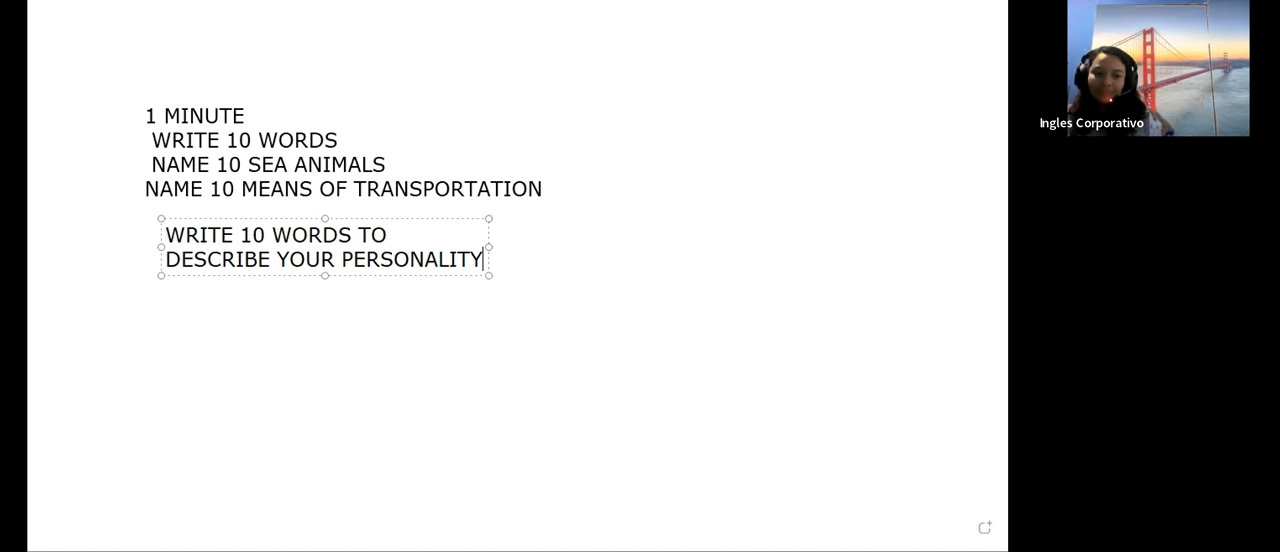 1 MINUTE
WRITE 10 WORDS
NAME 10 SEA ANIMALS
NAME 10 MEANS OF TRANSPORTATION
WRITE 10 WORDS TO
DESCRIBE YOUR PERSONALITY
Ingles Corporativo